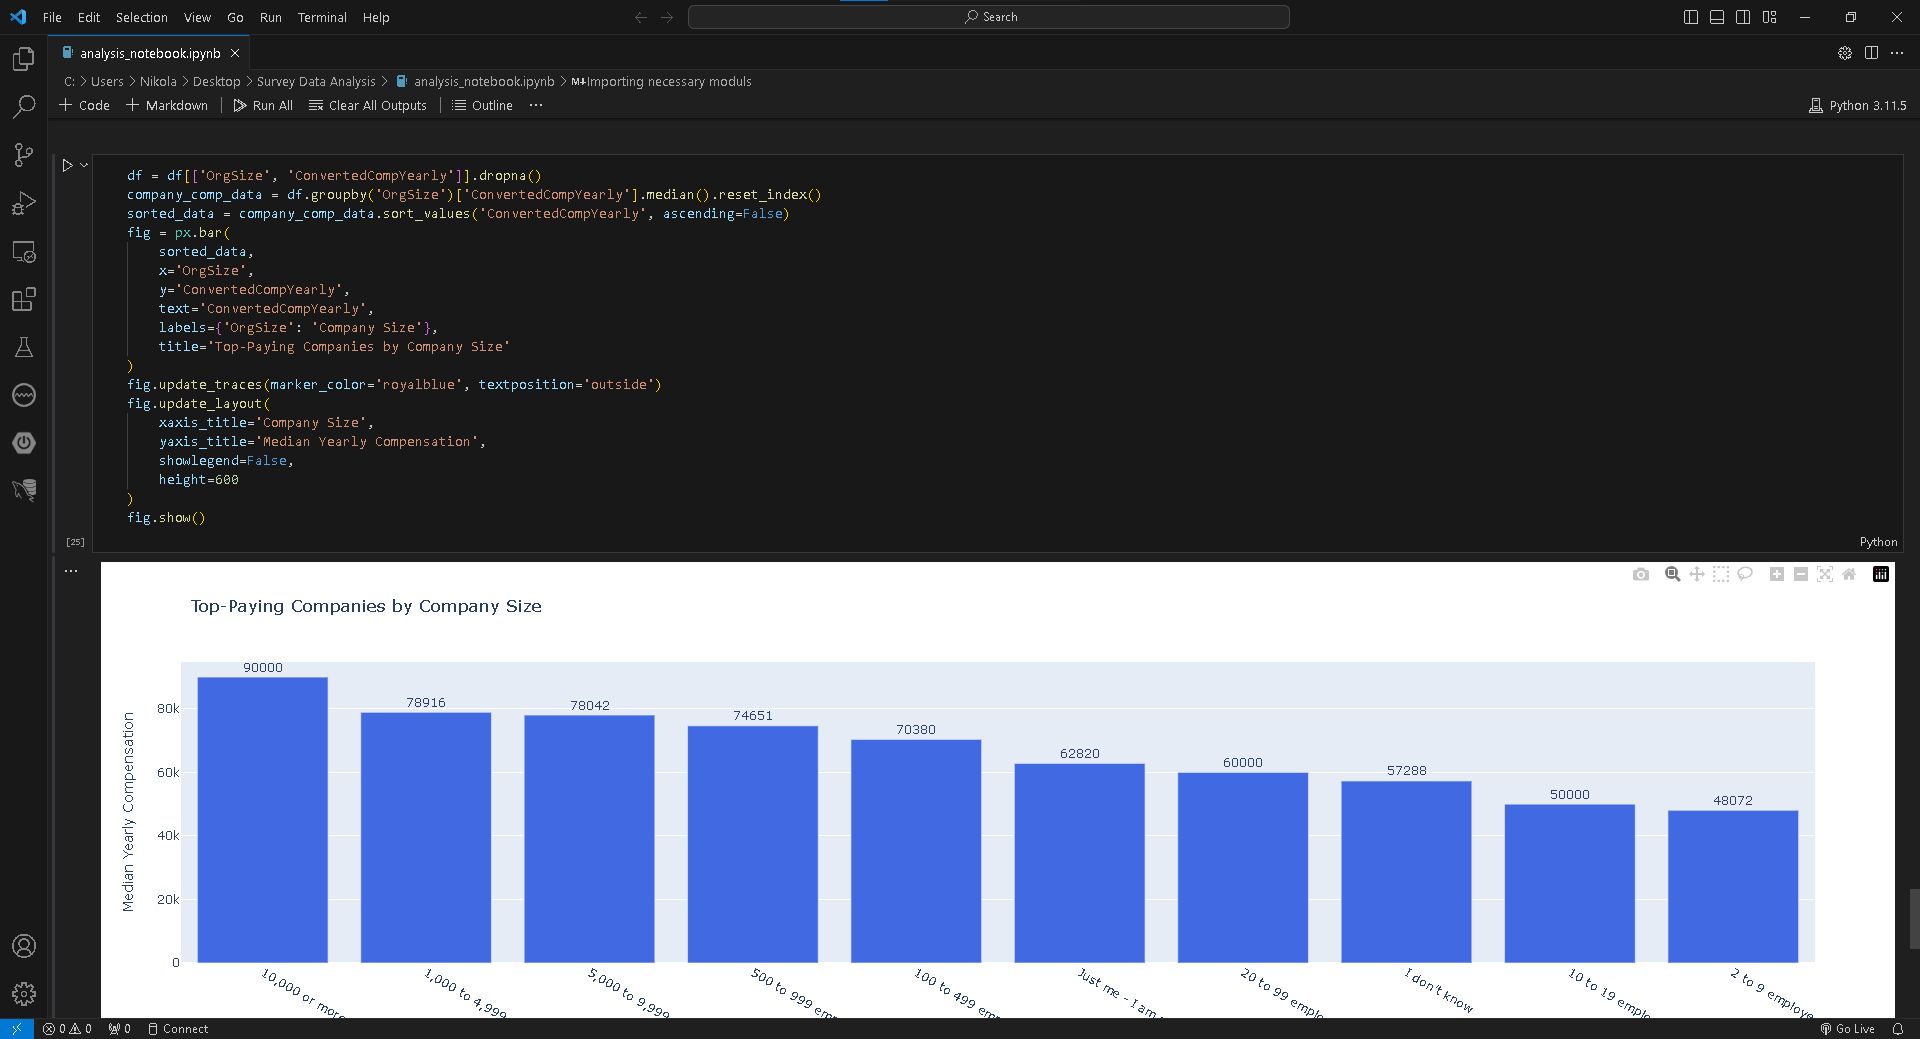 File Edit Selection View Go Run Terminal Help
Search
analysis_notebook.ipynb
C: > Users > Nikola > Desktop > Survey Data Analysis > analysis_notebook.ipynb > M↓Importing necessary moduls
+ Code + Markdown Run All Clear All Outputs Outline ...
Python 3.11.5
df = df[['OrgSize', 'ConvertedCompYearly']].dropna()
company_comp_data = df.groupby('OrgSize')['ConvertedCompYearly'].median().reset_index()
sorted_data = company_comp_data.sort_values('ConvertedCompYearly', ascending=False)
fig = px.bar(
sorted_data,
x='OrgSize',
y='ConvertedCompYearly',
text='ConvertedCompYearly',
labels={'OrgSize': 'Company Size'},
title='Top-Paying Companies by Company Size'
)
fig.update_traces(marker_color='royalblue', textposition='outside')
fig.update_layout(
xaxis_title='Company Size',
yaxis_title='Median Yearly Compensation',
showlegend=False,
height=600
)
fig.show()
[25]
Python
...
Top-Paying Companies by Company Size
Median Yearly Compensation
80k
60k
40k
20k
0
90000
78916
78042
74651
70380
62820
60000
57288
50000
48072
10,000 or more
1,000 to 4,999
5,000 to 9,999
500 to 999 em
100 to 499 em
Just me - I am
20 to 99 emplo
I don't know
10 to 19 emplo
2 to 9 employe
0 0 0 Connect
Go Live